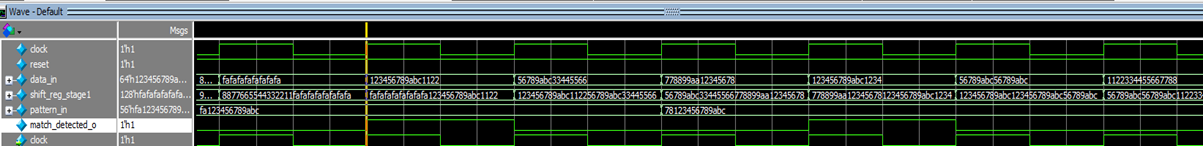 Wave - Default
Msgs
clock 1'h1
reset 1'h1
data_in 64'h123456789a... 8... fafafafafafafafa 123456789abc1122 56789abc33445566 778899aa12345678 123456789abc1234 56789abc56789abc 1122334455667788
shift_reg_stage1 128'hfafafafafafa... 9... 8877665544332211fafafafafafafafa fafafafafafafafa123456789abc1122 123456789abc112256789abc33445566 56789abc33445566778899aa12345678 778899aa12345678123456789abc1234 123456789abc123456789abc56789abc 56789abc56789abc112233...
pattern_in 56'hfa123456789... fa123456789abc 78123456789abc
match_detected_o 1'h1
clock 1'h1